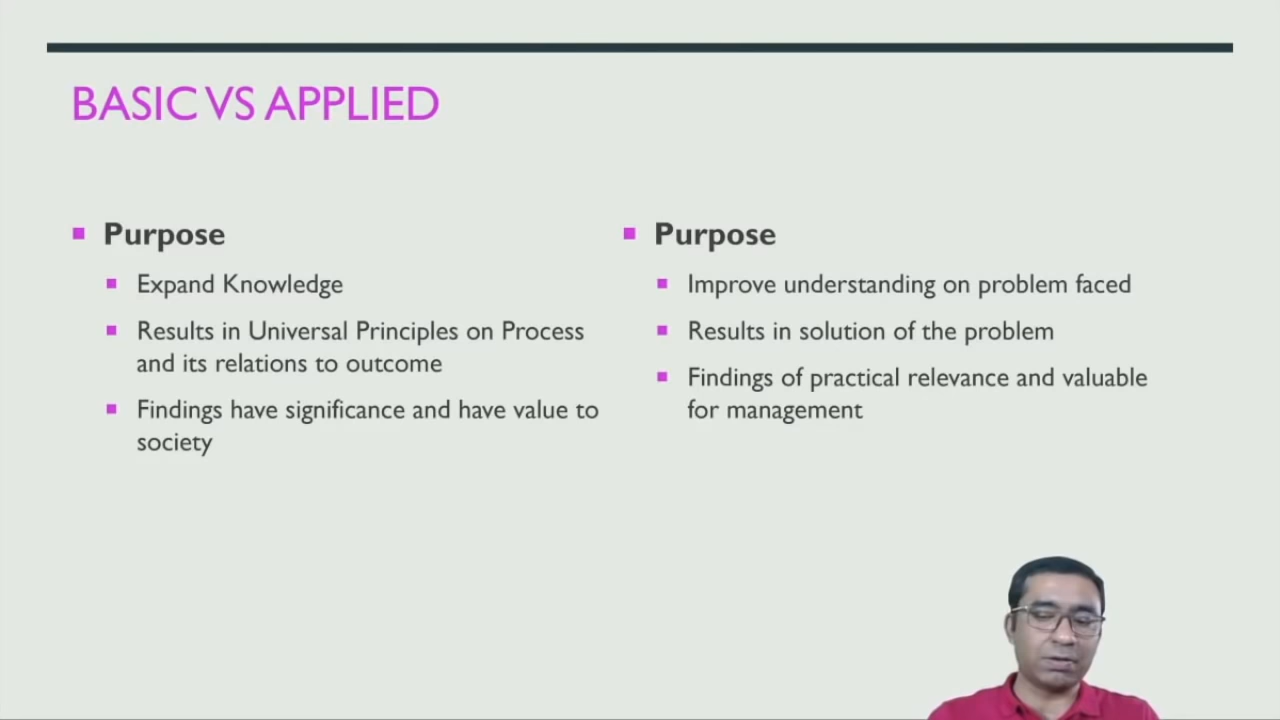 BASIC VS APPLIED
Purpose
Expand Knowledge
Results in Universal Principles on Process
and its relations to outcome
Findings have significance and have value to
society
Purpose
Improve understanding on problem faced
Results in solution of the problem
Findings of practical relevance and valuable
for management